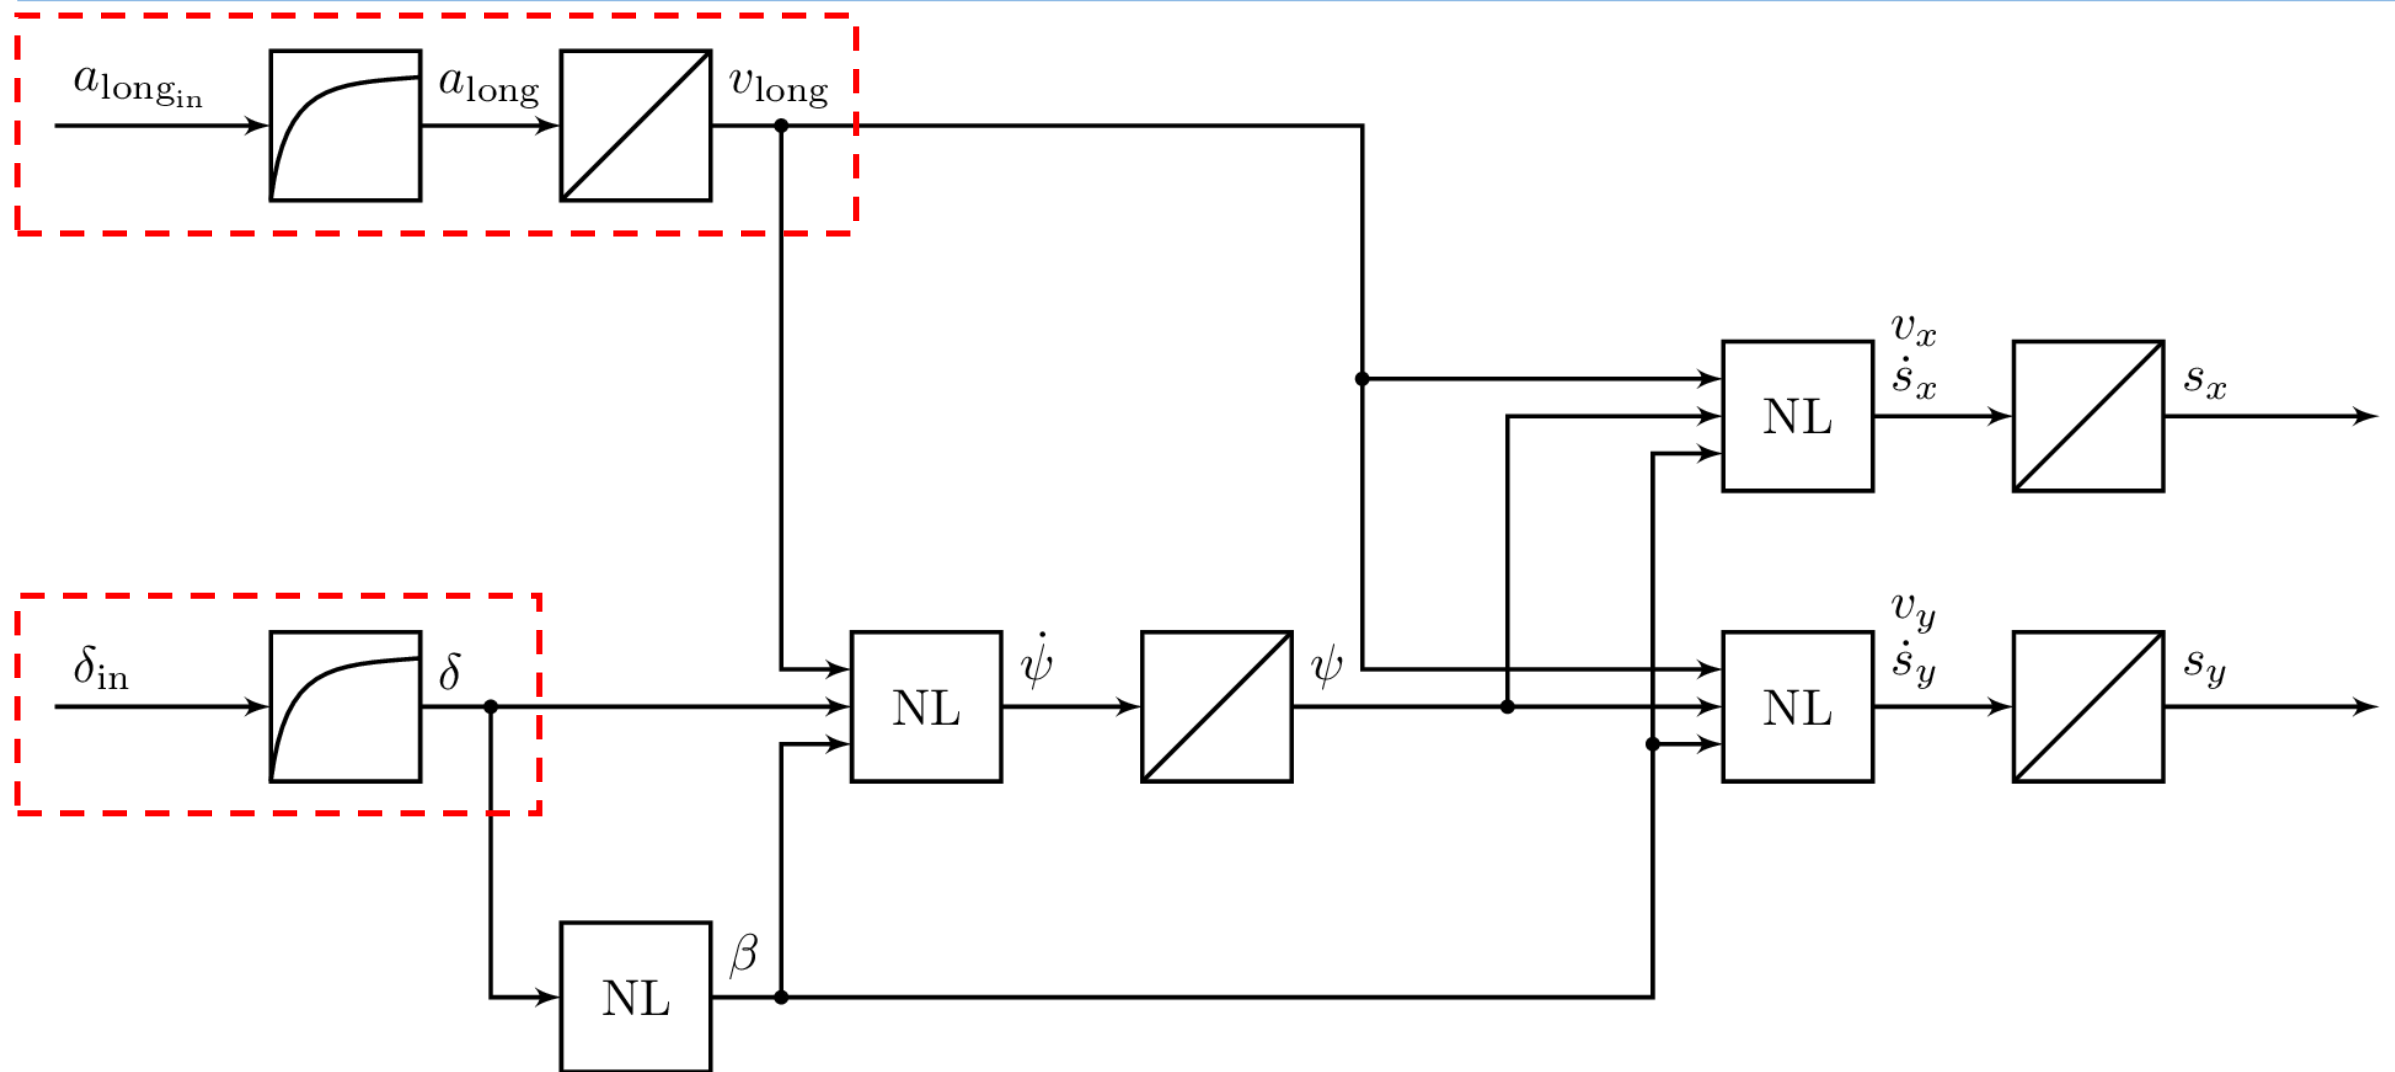 a_long_in
a_long
v_long
v_x
ṡ_x
s_x
NL
δ_in
δ
NL
ψ̇
ψ
v_y
ṡ_y
s_y
NL
β
NL